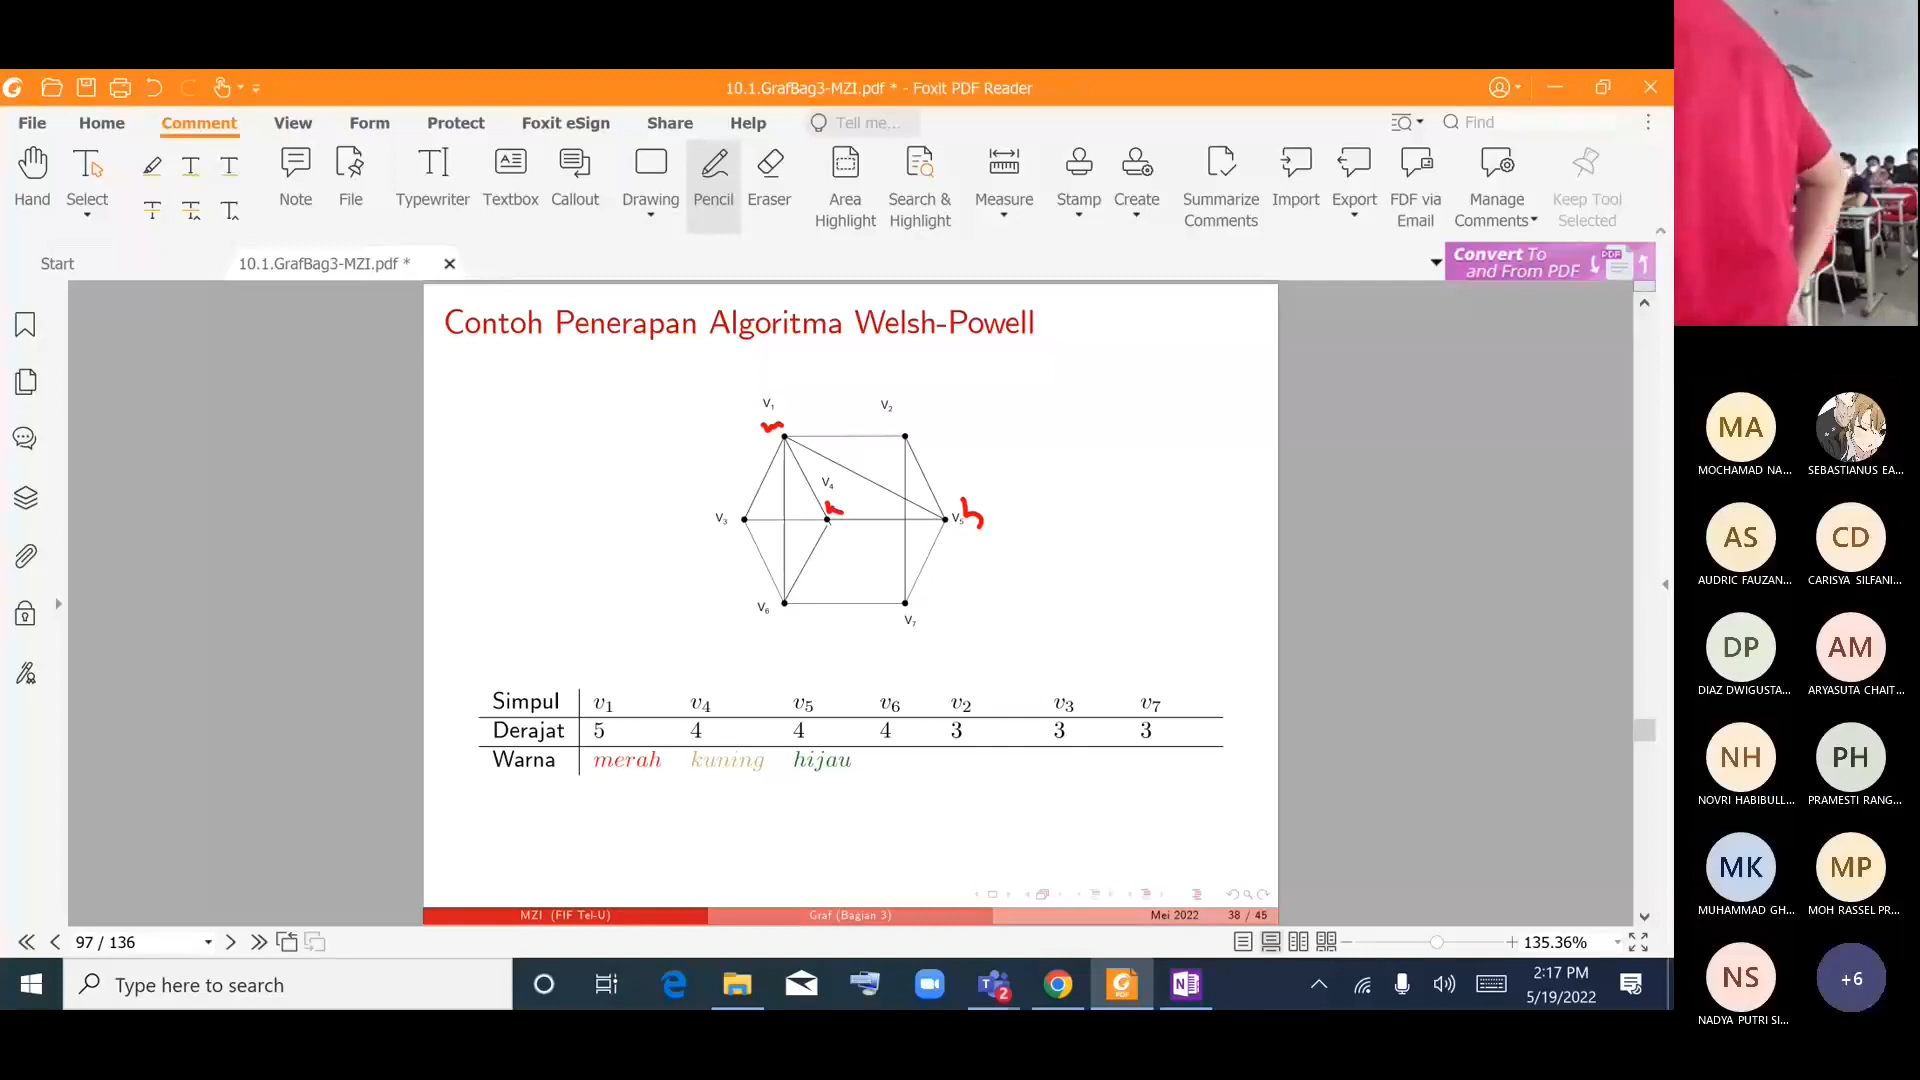 10.1.GrafBag3-MZI.pdf * - Foxit PDF Reader
File Home Comment View Form Protect Foxit eSign Share Help Tell me... Find
Hand Select Note File Typewriter Textbox Callout Drawing Pencil Eraser Area Highlight Search & Highlight Measure Stamp Create Summarize Comments Import Export FDF via Email Manage Comments Keep Tool Selected
Start 10.1.GrafBag3-MZI.pdf *
Convert To
and From PDF
PDF
Contoh Penerapan Algoritma Welsh-Powell
V1 V2
m
V4
k
V3 V5 h
V6
V7
Simpul v1 v4 v5 v6 v2 v3 v7
Derajat 5 4 4 4 3 3 3
Warna merah kuning hijau
MZI (FIF Tel-U) Graf (Bagian 3) Mei 2022 38 / 45
97 / 136 135.36%
Type here to search
2
PDF
N
2:17 PM
5/19/2022
MA
MOCHAMAD NA... SEBASTIANUS EA...
AS CD
AUDRIC FAUZAN... CARISYA SILFANI...
DP AM
DIAZ DWIGUSTA... ARYASUTA CHAIT...
NH PH
NOVRI HABIBULL... PRAMESTI RANG...
MK MP
MUHAMMAD GH... MOH RASSEL PR...
NS +6
NADYA PUTRI SI...